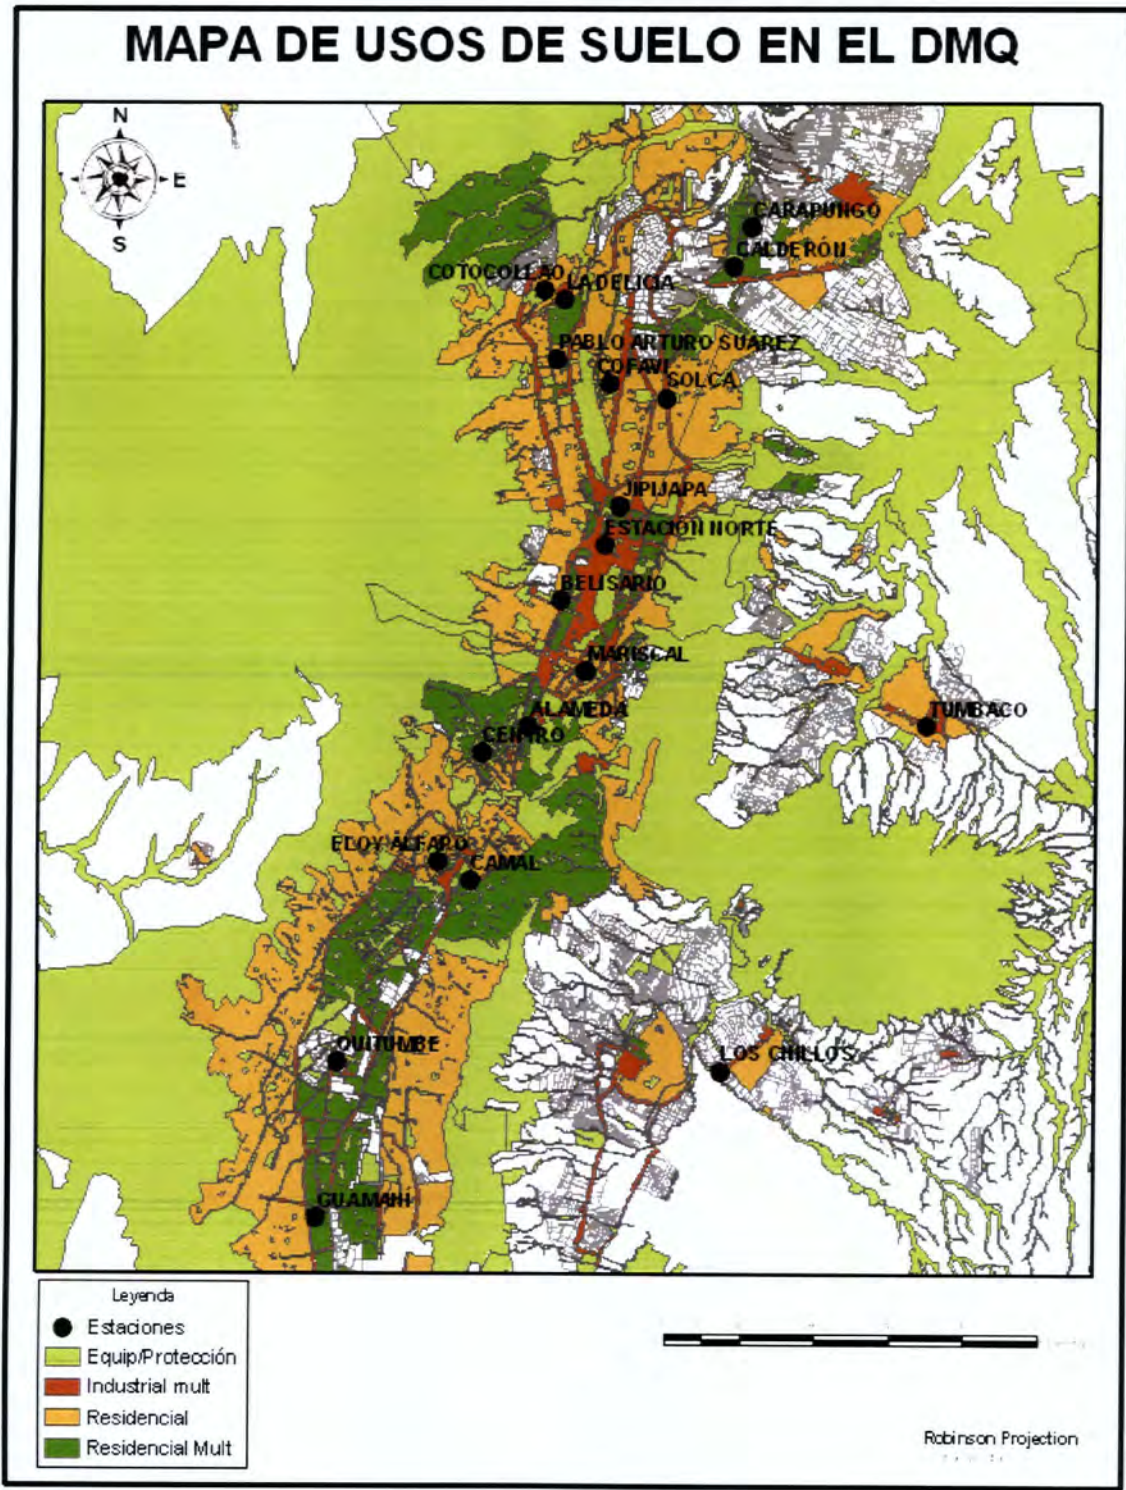 MAPA DE USOS DE SUELO EN EL DMQ
N
E
S
CARAPUNGO
CALDERÓN
COTOCOLLAO
LA DELICIA
PABLO ARTURO SUAREZ
COFAVI
SOLCA
JIPIJAPA
ESTACIÓN NORTE
BELISARIO
MARISCAL
ALAMEDA
TUMBACO
CENTRO
ELOY ALFARO
CAMAL
QUITUMBE
LOS CHILLOS
GUAMANÍ
Leyenda
Estaciones
Equip/Protección
Industrial mult
Residencial
Residencial Mult
Robinson Projection